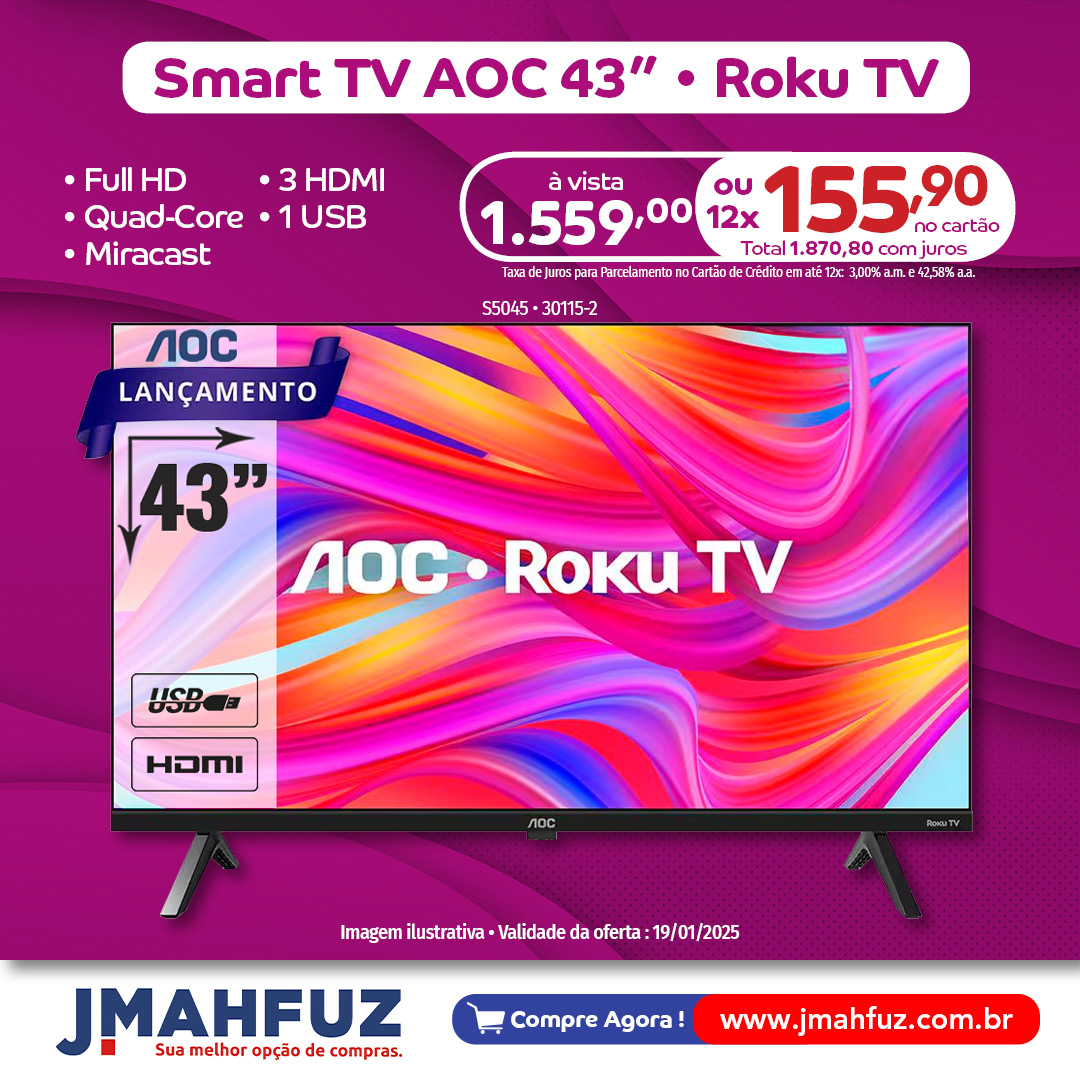 Smart TV AOC 43” • Roku TV
• Full HD
• Quad-Core
• Miracast
• 3 HDMI
• 1 USB
à vista
1.559,00
ou
12x
155,90
no cartão
Total 1.870,80 com juros
Taxa de Juros para Parcelamento no Cartão de Crédito em até 12x: 3,00% a.m. e 42,58% a.a.
S5045 • 30115-2
AOC
LANÇAMENTO
43”
AOC • Roku TV
USB
HDMI
AOC
Roku TV
Imagem ilustrativa • Validade da oferta : 19/01/2025
JMAHFUZ
Sua melhor opção de compras.
Compre Agora !
www.jmahfuz.com.br